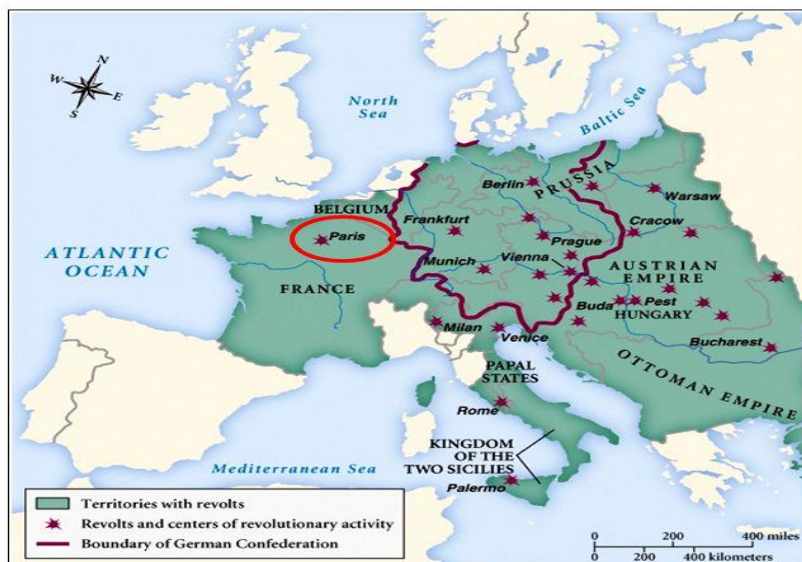 N
W
E
S
North
Sea
Baltic Sea
ATLANTIC
OCEAN
BELGIUM
Paris
FRANCE
Frankfurt
Munich
Berlin
PRUSSIA
Warsaw
Cracow
Prague
Vienna
AUSTRIAN
EMPIRE
Buda
Pest
HUNGARY
Milan
Venice
Bucharest
OTTOMAN EMPIRE
PAPAL
STATES
Rome
KINGDOM
OF THE
TWO SICILIES
Palermo
Mediterranean Sea
Territories with revolts
Revolts and centers of revolutionary activity
Boundary of German Confederation
0 200 400 miles
0 200 400 kilometers